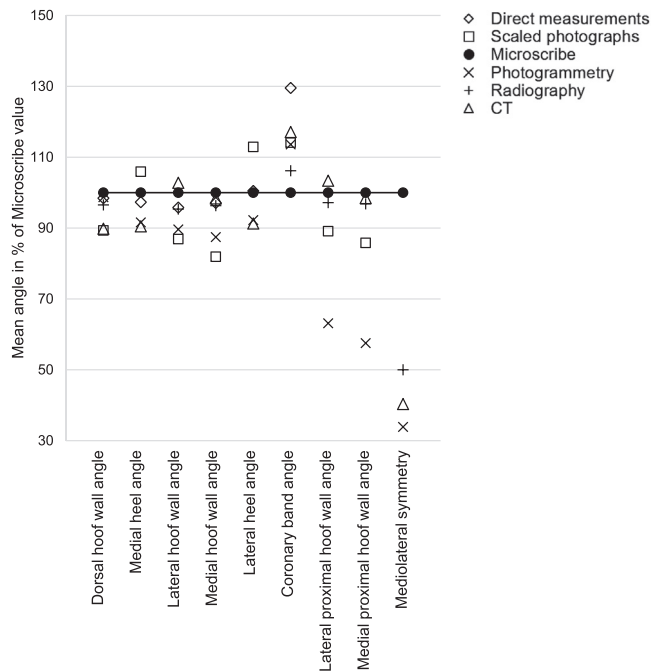 150
130
110
90
70
50
30
Mean angle in % of Microscribe value
Dorsal hoof wall angle
Medial heel angle
Lateral hoof wall angle
Medial hoof wall angle
Lateral heel angle
Coronary band angle
Lateral proximal hoof wall angle
Medial proximal hoof wall angle
Mediolateral symmetry
Direct measurements
Scaled photographs
Microscribe
Photogrammetry
Radiography
CT